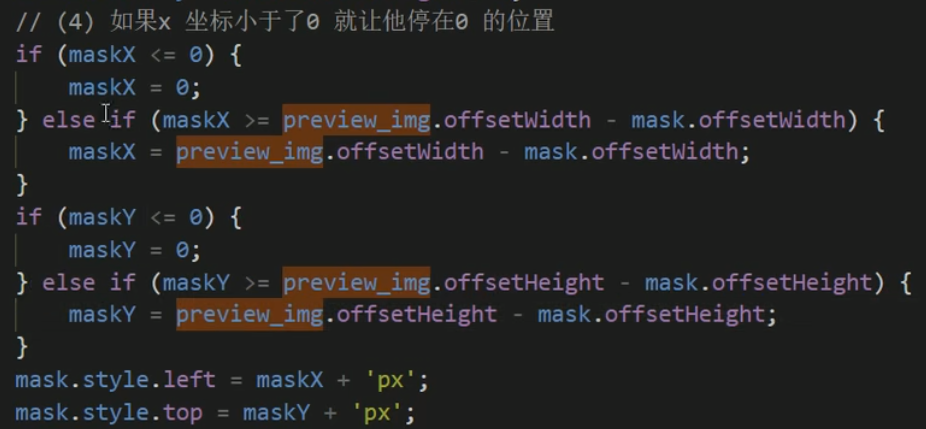 // (4) 如果x 坐标小于了0 就让他停在0 的位置
if (maskX <= 0) {
maskX = 0;
} else if (maskX >= preview_img.offsetWidth - mask.offsetWidth) {
maskX = preview_img.offsetWidth - mask.offsetWidth;
}
if (maskY <= 0) {
maskY = 0;
} else if (maskY >= preview_img.offsetHeight - mask.offsetHeight) {
maskY = preview_img.offsetHeight - mask.offsetHeight;
}
mask.style.left = maskX + 'px';
mask.style.top = maskY + 'px';